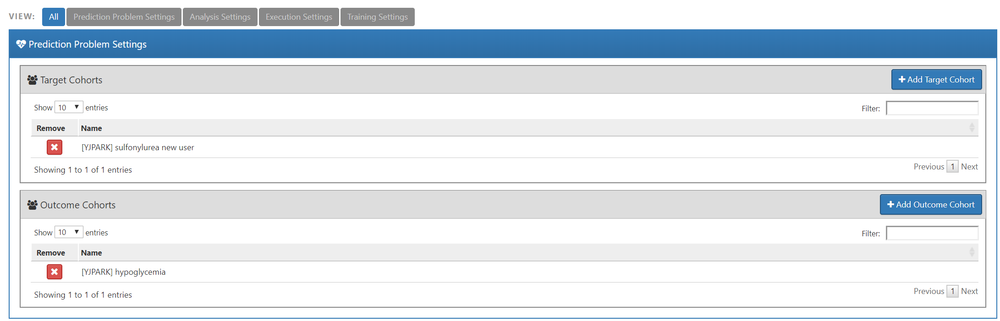 VIEW: All Prediction Problem Settings Analysis Settings Execution Settings Training Settings
Prediction Problem Settings
Target Cohorts Add Target Cohort
Show 10 entries Filter:
Remove Name
[YJPARK] sulfonylurea new user
Showing 1 to 1 of 1 entries Previous 1 Next
Outcome Cohorts Add Outcome Cohort
Show 10 entries Filter:
Remove Name
[YJPARK] hypoglycemia
Showing 1 to 1 of 1 entries Previous 1 Next